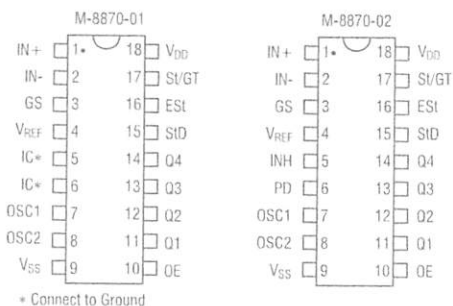 M-8870-01
IN+ 1• 18 VDD
IN- 2 17 St/GT
GS 3 16 ESt
VREF 4 15 StD
IC* 5 14 Q4
IC* 6 13 Q3
OSC1 7 12 Q2
OSC2 8 11 Q1
VSS 9 10 OE
* Connect to Ground
M-8870-02
IN+ 1• 18 VDD
IN- 2 17 St/GT
GS 3 16 ESt
VREF 4 15 StD
INH 5 14 Q4
PD 6 13 Q3
OSC1 7 12 Q2
OSC2 8 11 Q1
VSS 9 10 OE